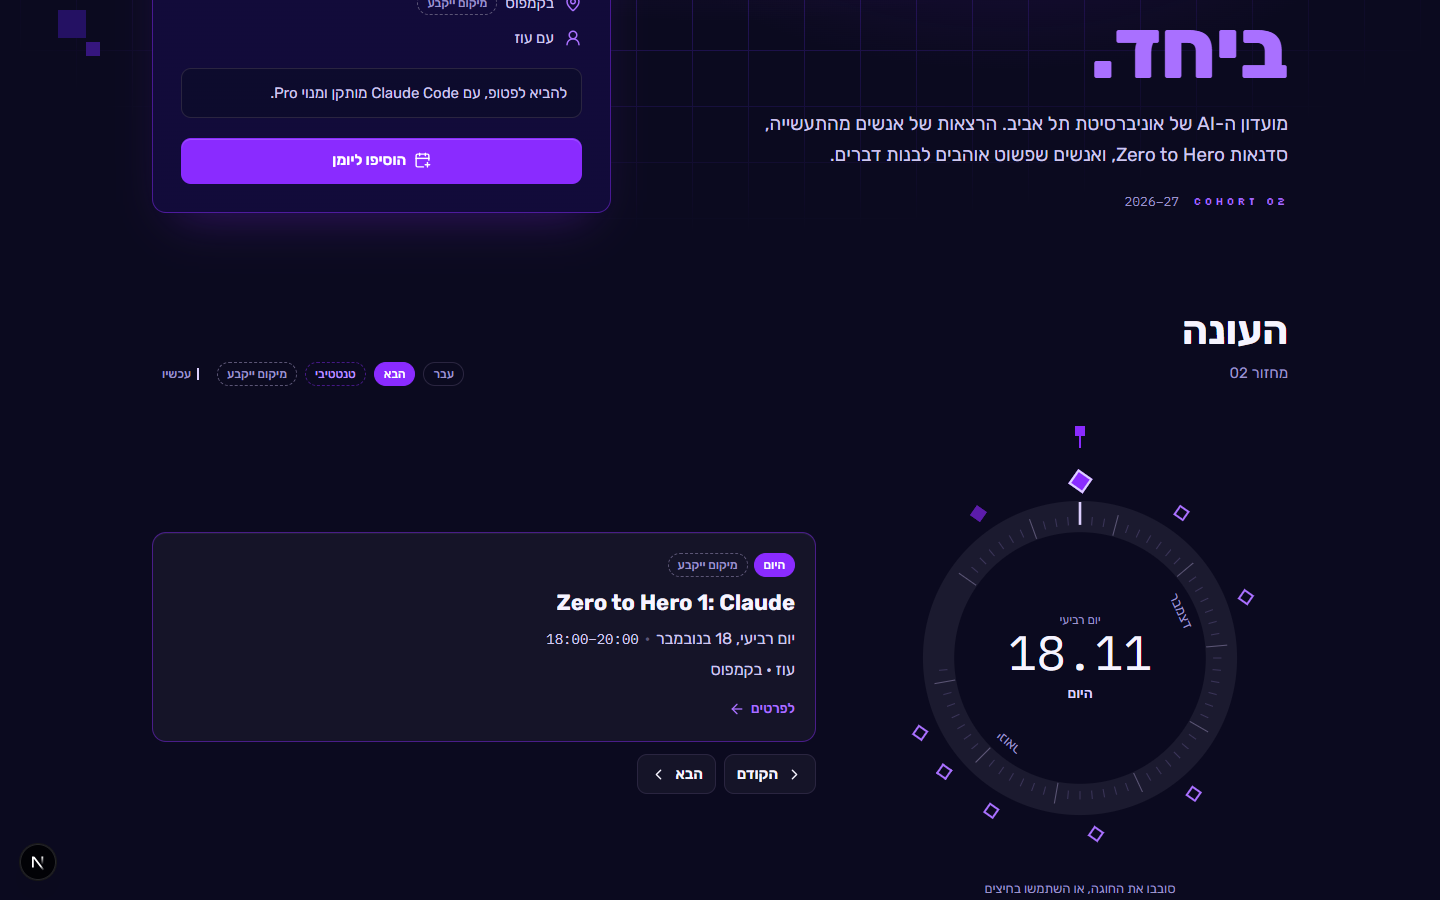 ביחד.
מועדון ה-AI של אוניברסיטת תל אביב. הרצאות של אנשים מהתעשייה,
סדנאות Zero to Hero, ואנשים שפשוט אוהבים לבנות דברים.
COHORT 02 2026–27
בקמפוס מיקום ייקבע
עם עוז
להביא לפטופ, עם Claude Code מותקן ומנוי Pro.
הוסיפו ליומן
העונה
מחזור 02
עבר הבא טנטטיבי מיקום ייקבע עכשיו
דצמבר
ינואר
יום רביעי
18.11
היום
סובבו את החוגה, או השתמשו בחיצים
היום מיקום ייקבע
Zero to Hero 1: Claude
יום רביעי, 18 בנובמבר • 18:00–20:00
עוז • בקמפוס
לפרטים
הקודם הבא
N